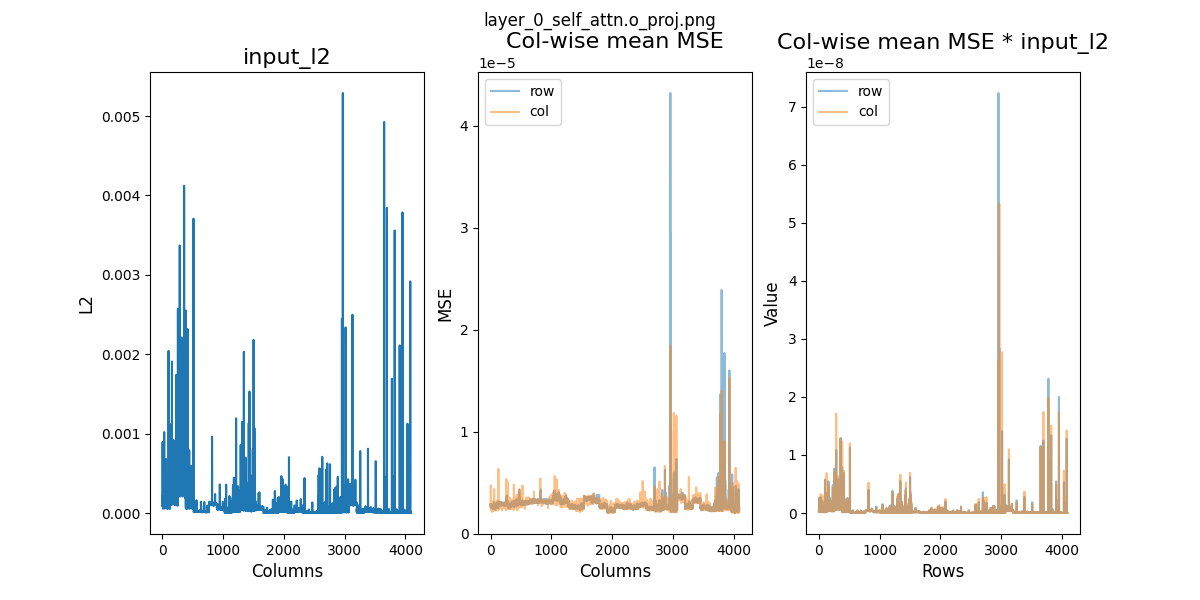 layer_0_self_attn.o_proj.png
input_l2
L2
0.005
0.004
0.003
0.002
0.001
0.000
0 1000 2000 3000 4000
Columns
Col-wise mean MSE
1e−5
row
col
MSE
4
3
2
1
0
0 1000 2000 3000 4000
Columns
Col-wise mean MSE * input_l2
1e−8
row
col
Value
7
6
5
4
3
2
1
0
0 1000 2000 3000 4000
Rows